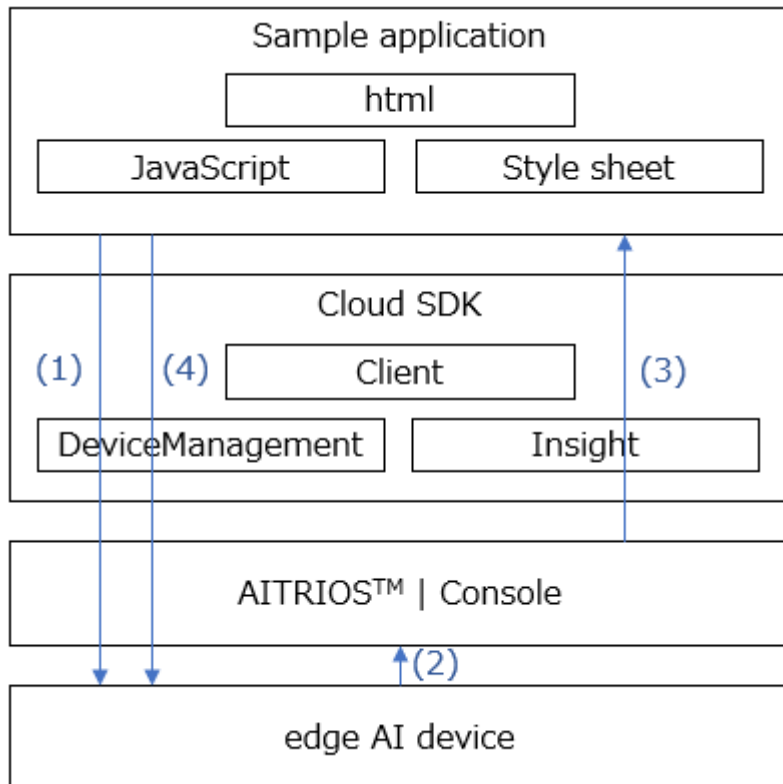 Sample application
html
JavaScript
Style sheet
Cloud SDK
(1)
(4)
Client
(3)
DeviceManagement
Insight
AITRIOS™ | Console
(2)
edge AI device